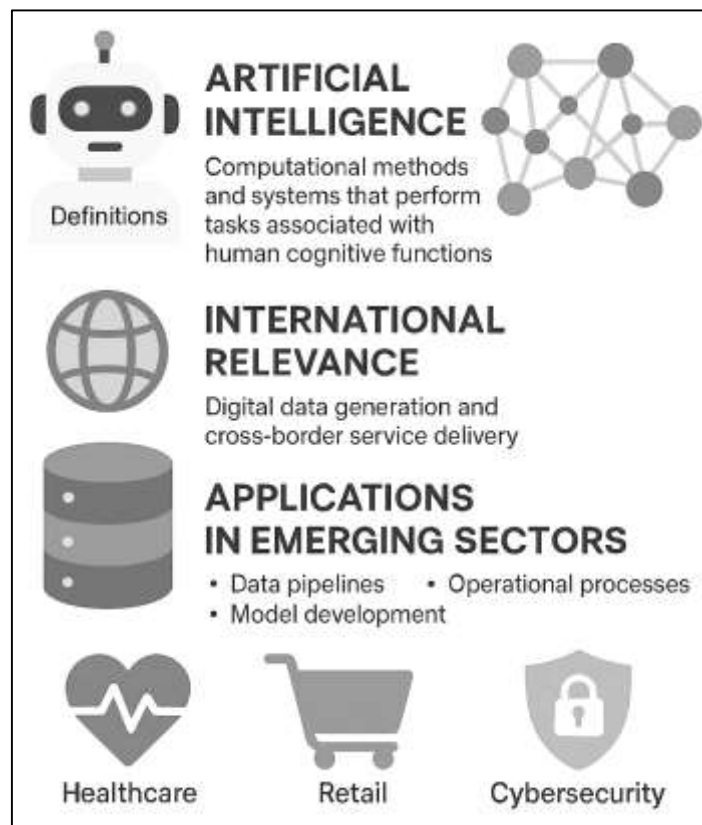 ARTIFICIAL
INTELLIGENCE
Computational methods
and systems that perform
tasks associated with
human cognitive functions
Definitions
INTERNATIONAL
RELEVANCE
Digital data generation and
cross-border service delivery
APPLICATIONS
IN EMERGING SECTORS
• Data pipelines • Operational processes
• Model development
Healthcare Retail Cybersecurity